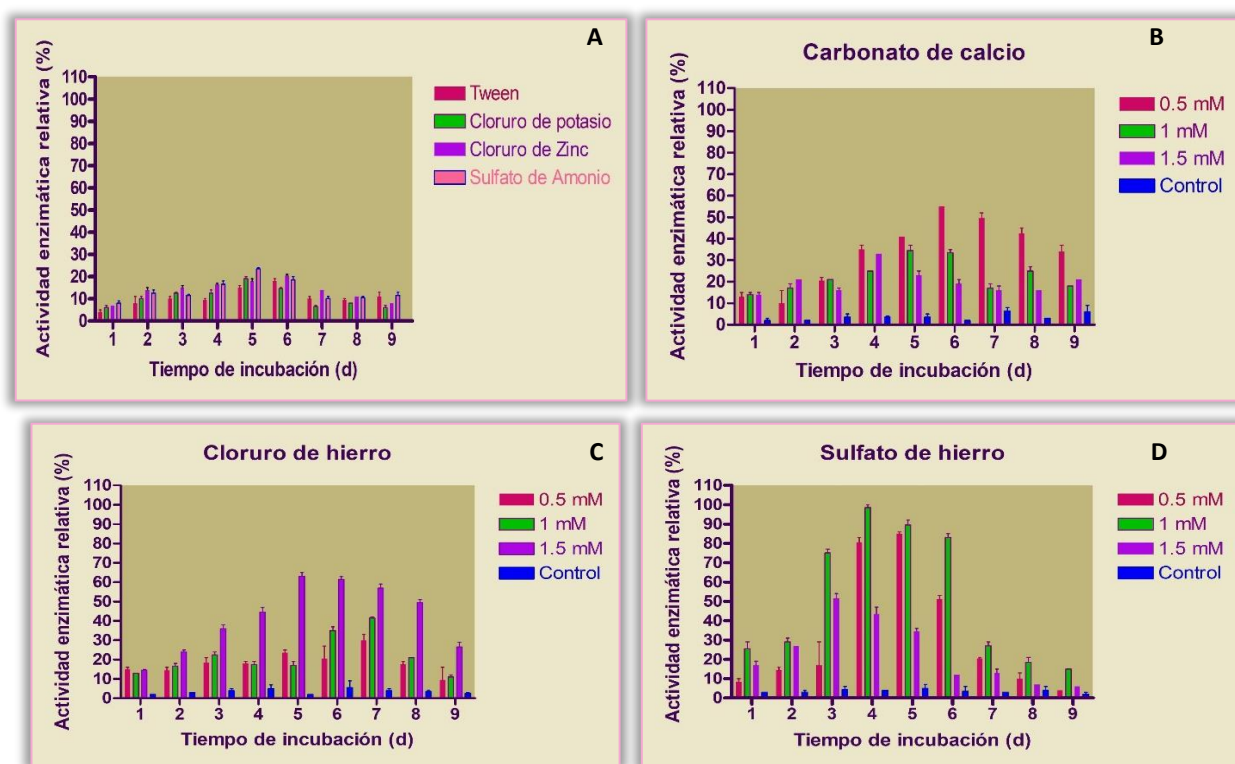 A
Actividad enzimática relativa (%)
110
100
90
80
70
60
50
40
30
20
10
0
1 2 3 4 5 6 7 8 9
Tiempo de incubación (d)
Tween
Cloruro de potasio
Cloruro de Zinc
Sulfato de Amonio
B
Carbonato de calcio
Actividad enzimática relativa (%)
110
100
90
80
70
60
50
40
30
20
10
0
1 2 3 4 5 6 7 8 9
Tiempo de incubación (d)
0.5 mM
1 mM
1.5 mM
Control
Cloruro de hierro
C
Actividad enzimática relativa (%)
110
100
90
80
70
60
50
40
30
20
10
0
1 2 3 4 5 6 7 8 9
Tiempo de incubación (d)
0.5 mM
1 mM
1.5 mM
Control
Sulfato de hierro
D
Actividad enzimática relativa (%)
110
100
90
80
70
60
50
40
30
20
10
0
1 2 3 4 5 6 7 8 9
Tiempo de incubación (d)
0.5 mM
1 mM
1.5 mM
Control